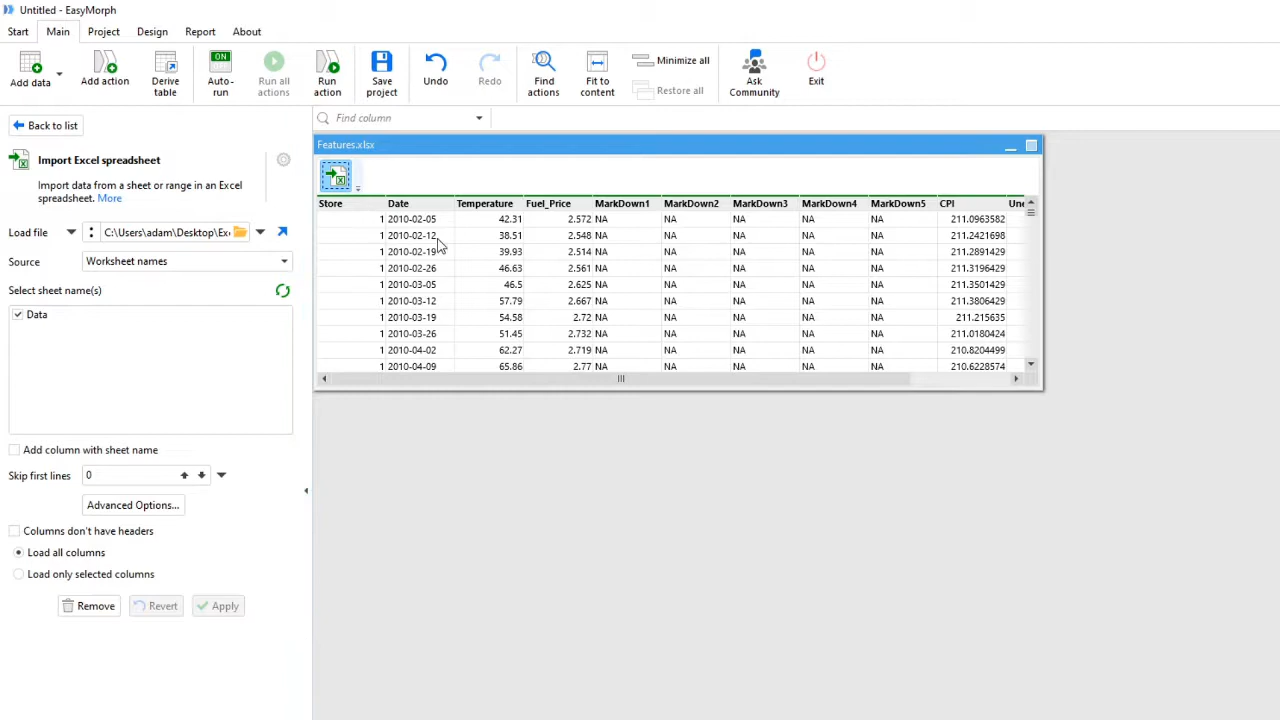 Untitled - EasyMorph
Start Main Project Design Report About
Add data Add action Derive table Auto-run Run all actions Run action Save project Undo Redo Find actions Fit to content Minimize all Restore all Ask Community Exit
Back to list
Find column
Import Excel spreadsheet
Import data from a sheet or range in an Excel
spreadsheet. More
Load file C:\Users\adam\Desktop\Ex
Source Worksheet names
Select sheet name(s)
Data
Add column with sheet name
Skip first lines 0
Advanced Options...
Columns don't have headers
Load all columns
Load only selected columns
Remove Revert Apply
Features.xlsx
Store Date Temperature Fuel_Price MarkDown1 MarkDown2 MarkDown3 MarkDown4 MarkDown5 CPI Une
1 2010-02-05 42.31 2.572 NA NA NA NA NA 211.0963582
1 2010-02-12 38.51 2.548 NA NA NA NA NA 211.2421698
1 2010-02-19 39.93 2.514 NA NA NA NA NA 211.2891429
1 2010-02-26 46.63 2.561 NA NA NA NA NA 211.3196429
1 2010-03-05 46.5 2.625 NA NA NA NA NA 211.3501429
1 2010-03-12 57.79 2.667 NA NA NA NA NA 211.3806429
1 2010-03-19 54.58 2.72 NA NA NA NA NA 211.215635
1 2010-03-26 51.45 2.732 NA NA NA NA NA 211.0180424
1 2010-04-02 62.27 2.719 NA NA NA NA NA 210.8204499
1 2010-04-09 65.86 2.77 NA NA NA NA NA 210.6228574